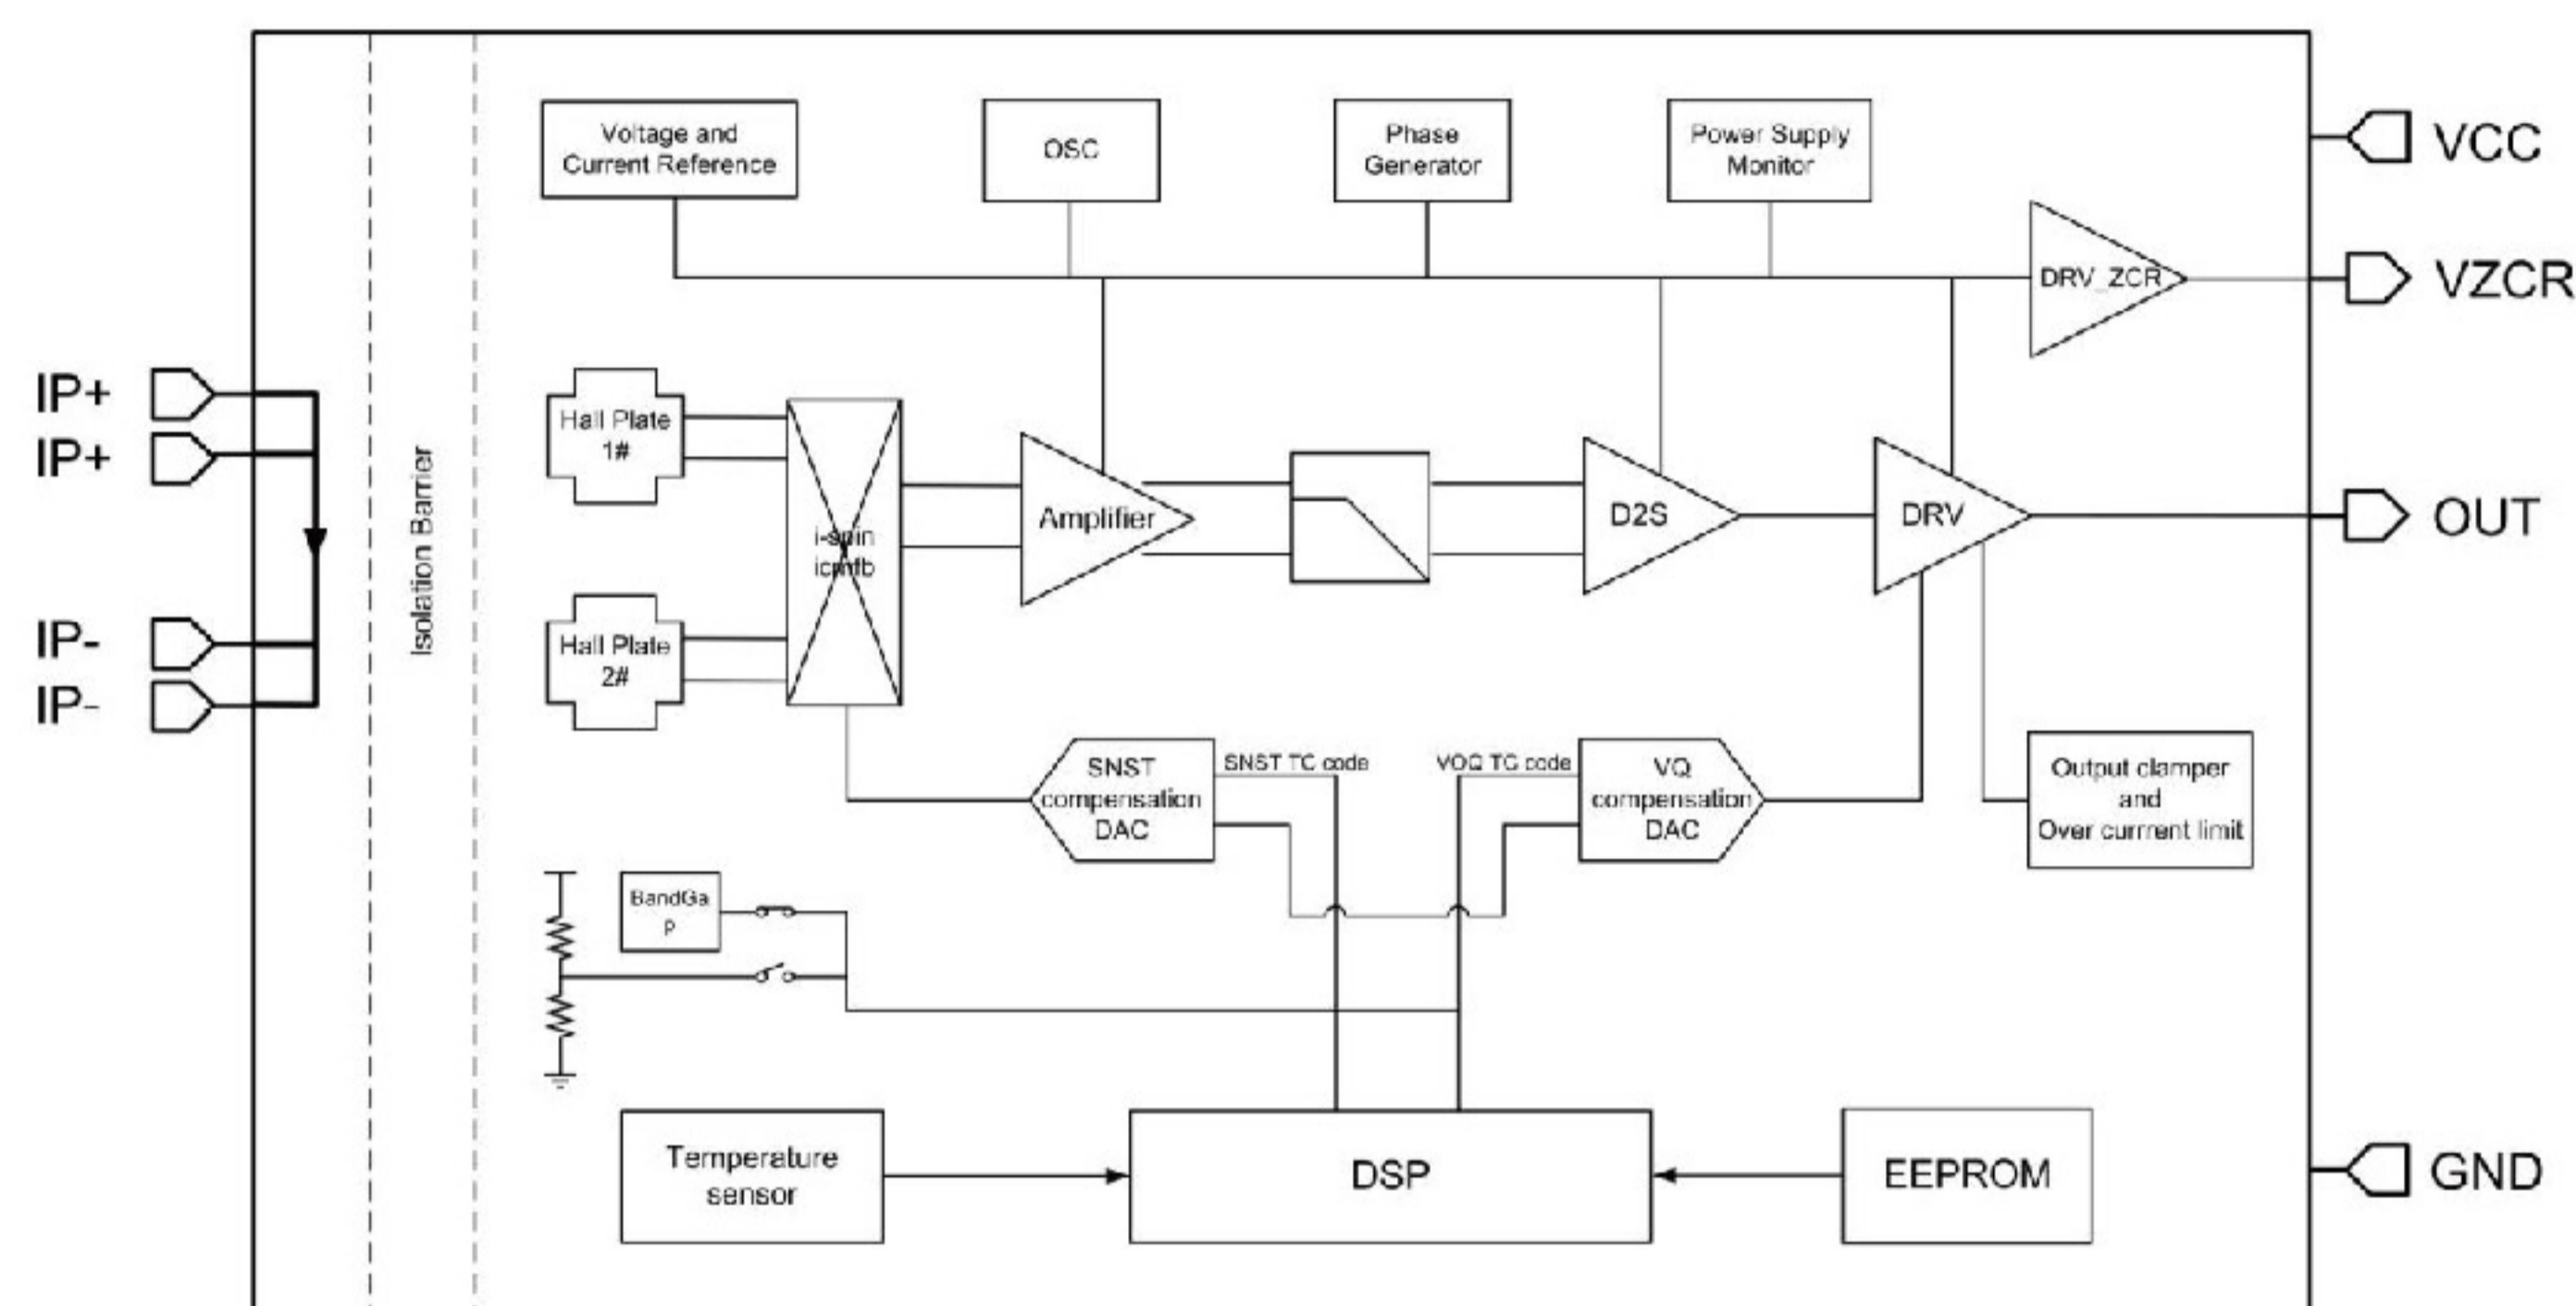 Voltage and
Current Reference
OSC
Phase
Generator
Power Supply
Monitor
VCC
DRV_ZCR
VZCR
IP+
IP+
IP-
IP-
Isolation Barrier
Hall Plate
1#
Hall Plate
2#
i-spin
icmfb
Amplifier
D2S
DRV
OUT
SNST
compensation
DAC
SNST TC code
VOQ TC code
VQ
compensation
DAC
Output clamper
and
Over currrent limit
BandGa
p
Temperature
sensor
DSP
EEPROM
GND